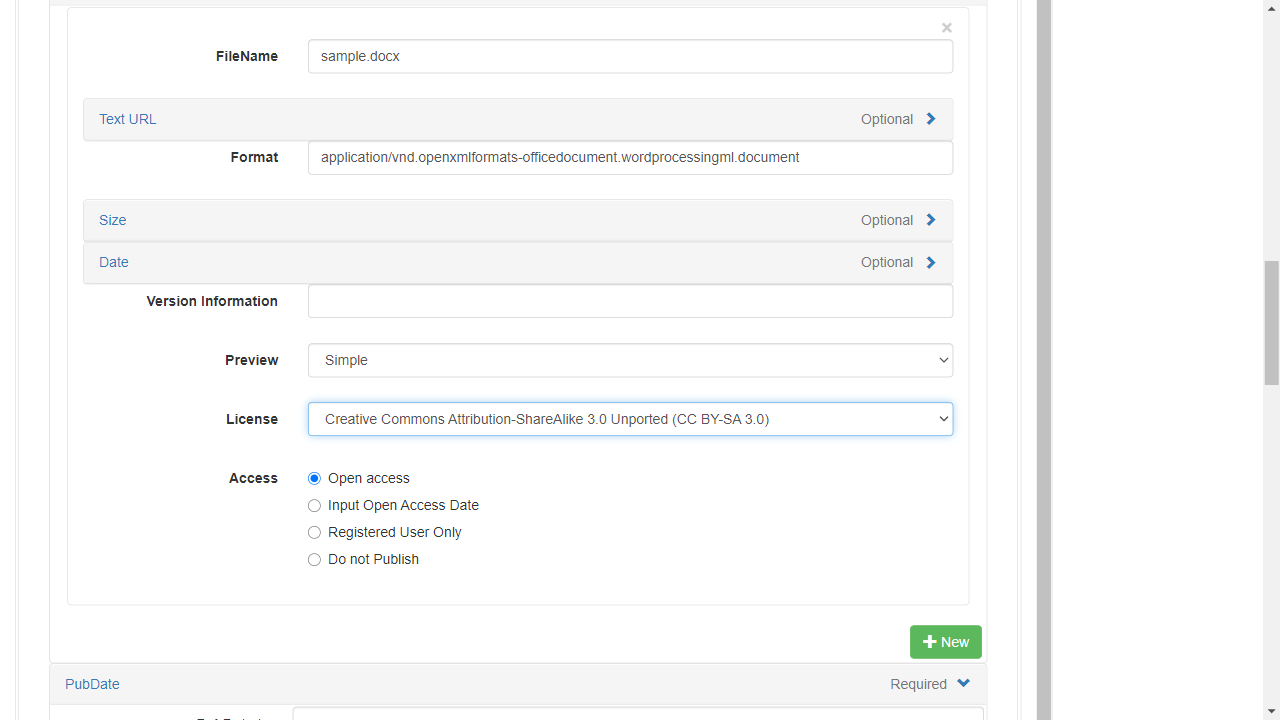 ×
FileName sample.docx
Text URL Optional
Format application/vnd.openxmlformats-officedocument.wordprocessingml.document
Size Optional
Date Optional
Version Information
Preview Simple
License Creative Commons Attribution-ShareAlike 3.0 Unported (CC BY-SA 3.0)
Access Open access
Input Open Access Date
Registered User Only
Do not Publish
New
PubDate Required